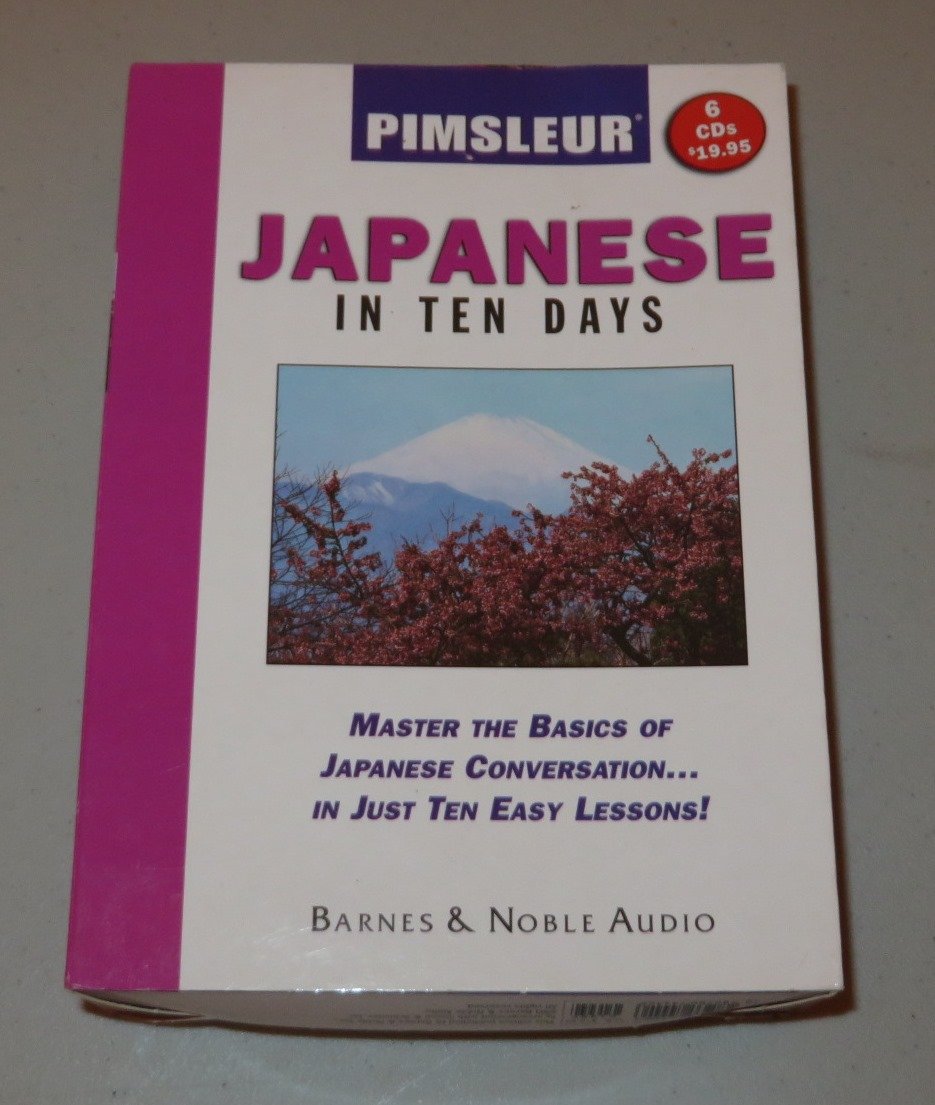 PIMSLEUR®
6
CDs
$19.95
JAPANESE
IN TEN DAYS
MASTER THE BASICS OF
JAPANESE CONVERSATION...
IN JUST TEN EASY LESSONS!
BARNES & NOBLE AUDIO